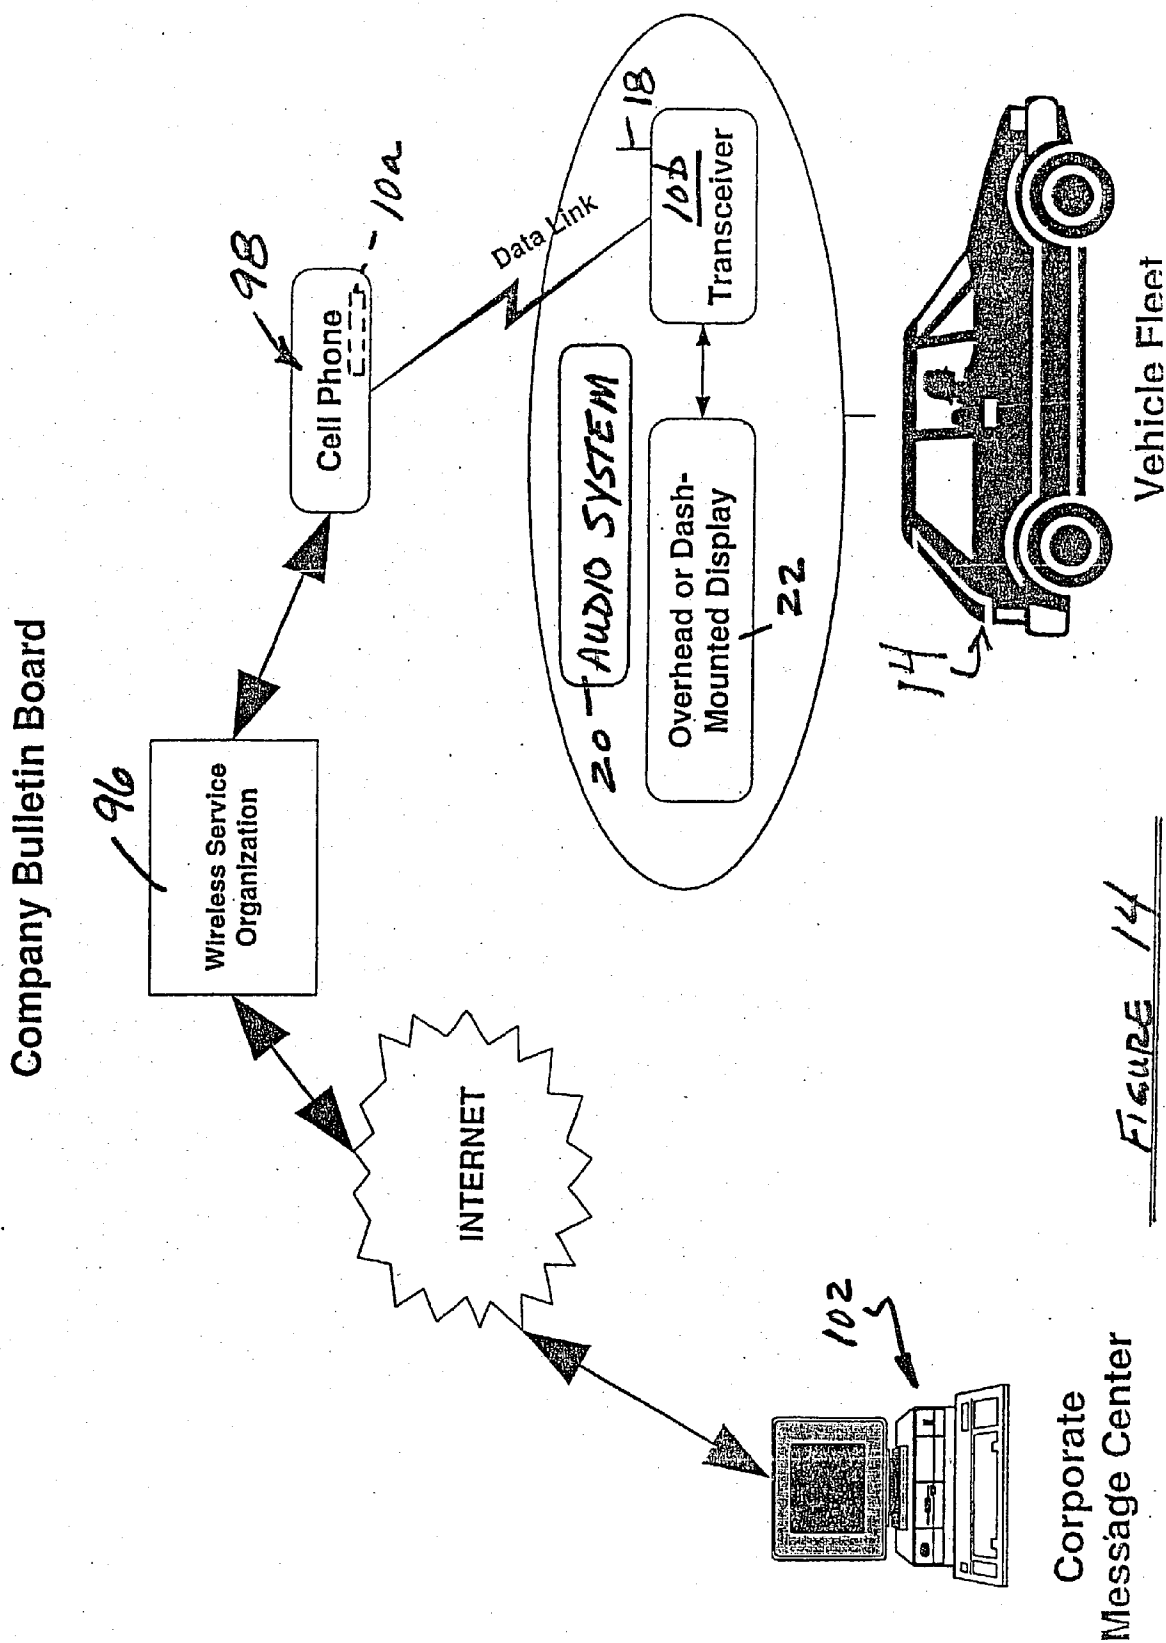 Company Bulletin Board
96
Wireless Service
Organization
98
Cell Phone
10a
Data Link
INTERNET
20
AUDIO SYSTEM
18
10b
Transceiver
Overhead or Dash-
Mounted Display
22
102
14
Corporate
Message Center
Vehicle Fleet
FIGURE 14